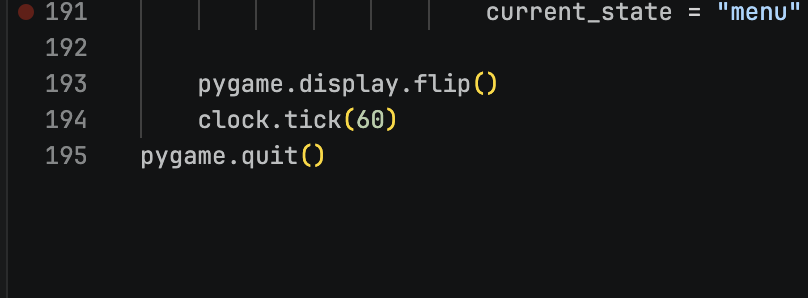 191 current_state = "menu"
192
193 pygame.display.flip()
194 clock.tick(60)
195 pygame.quit()